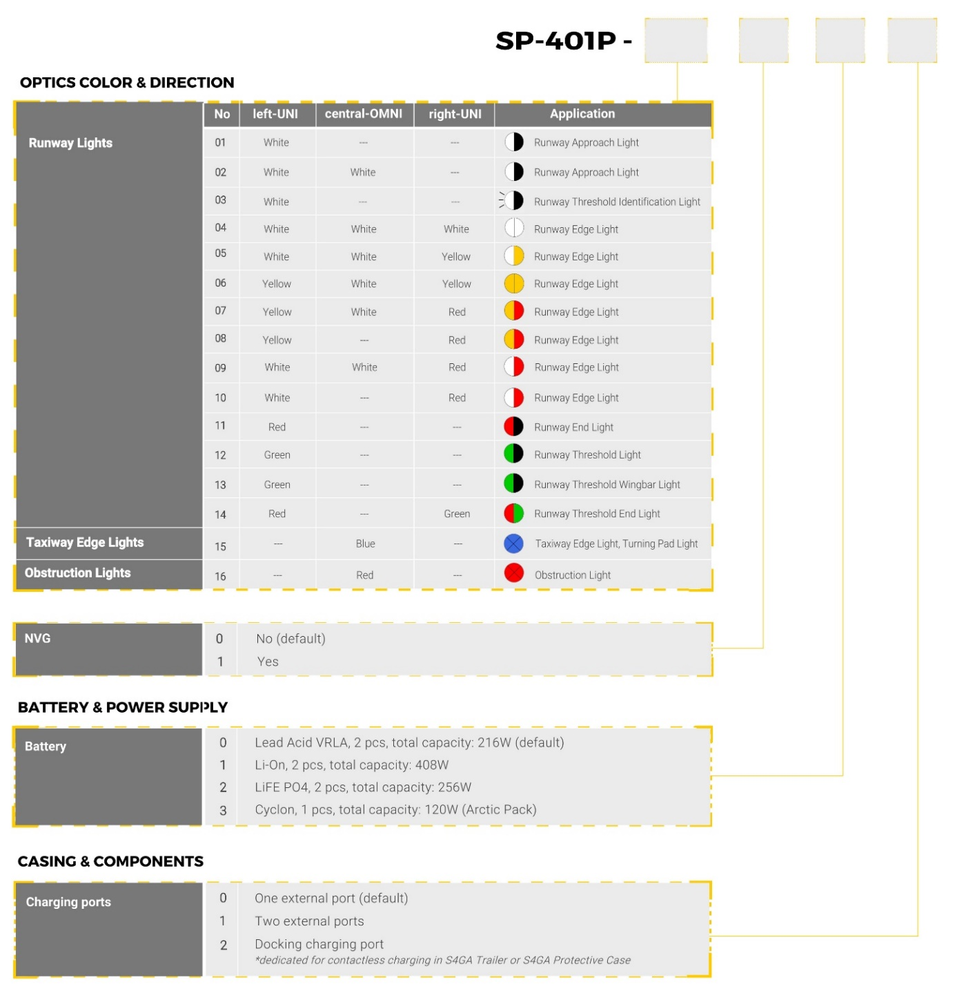 SP-401P -
OPTICS COLOR & DIRECTION
No left-UNI central-OMNI right-UNI Application
Runway Lights 01 White --- --- Runway Approach Light
02 White White --- Runway Approach Light
03 White --- --- Runway Threshold Identification Light
04 White White White Runway Edge Light
05 White White Yellow Runway Edge Light
06 Yellow White Yellow Runway Edge Light
07 Yellow White Red Runway Edge Light
08 Yellow --- Red Runway Edge Light
09 White White Red Runway Edge Light
10 White --- Red Runway Edge Light
11 Red --- --- Runway End Light
12 Green --- --- Runway Threshold Light
13 Green --- --- Runway Threshold Wingbar Light
14 Red --- Green Runway Threshold End Light
Taxiway Edge Lights 15 --- Blue --- Taxiway Edge Light, Turning Pad Light
Obstruction Lights 16 --- Red --- Obstruction Light
NVG 0 No (default)
1 Yes
BATTERY & POWER SUPPLY
Battery 0 Lead Acid VRLA, 2 pcs, total capacity: 216W (default)
1 Li-On, 2 pcs, total capacity: 408W
2 LiFE PO4, 2 pcs, total capacity: 256W
3 Cyclon, 1 pcs, total capacity: 120W (Arctic Pack)
CASING & COMPONENTS
Charging ports 0 One external port (default)
1 Two external ports
2 Docking charging port
*dedicated for contactless charging in S4GA Trailer or S4GA Protective Case